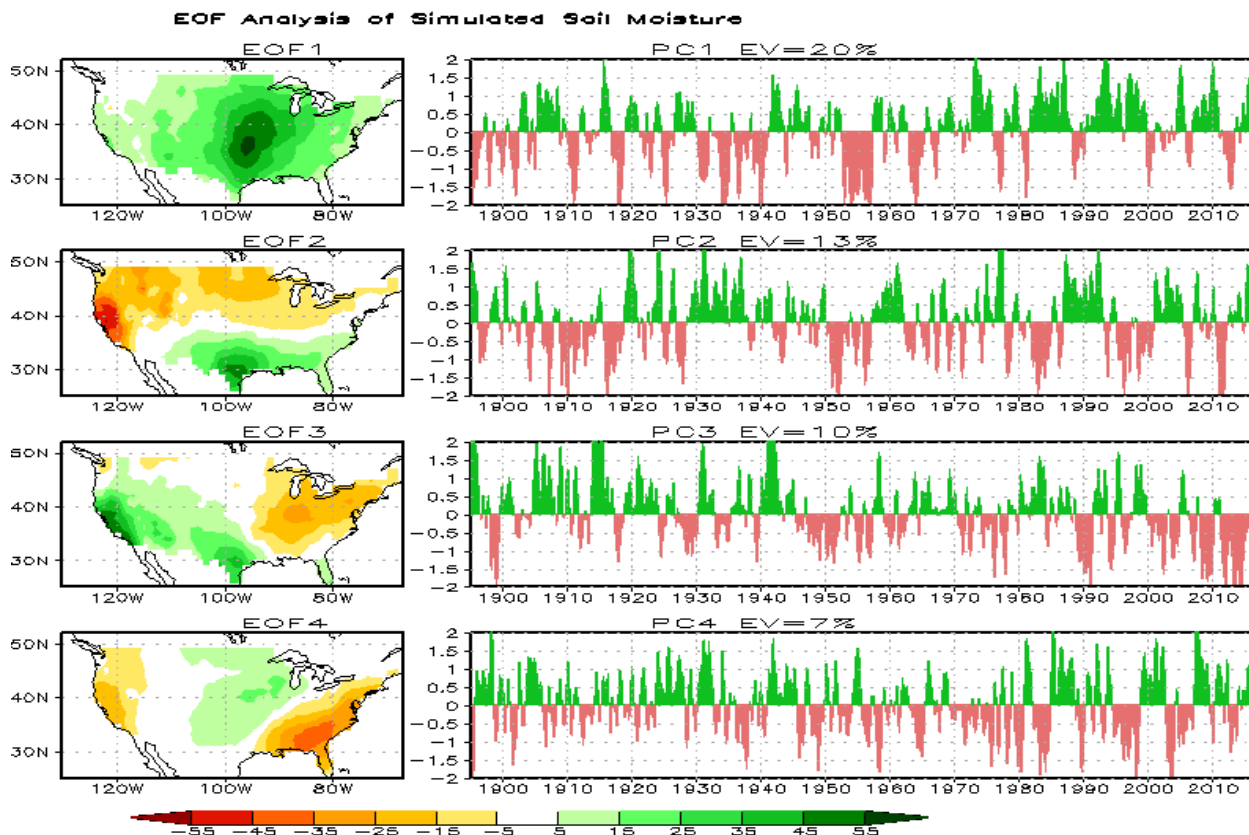 EOF Analysis of Simulated Soil Moisture
EOF1
PC1 EV=20%
50N
40N
30N
120W 100W 80W
2
1.5
1
0.5
0
-0.5
-1
-1.5
-2
1900 1910 1920 1930 1940 1950 1960 1970 1980 1990 2000 2010
EOF2
PC2 EV=13%
50N
40N
30N
120W 100W 80W
2
1.5
1
0.5
0
-0.5
-1
-1.5
-2
1900 1910 1920 1930 1940 1950 1960 1970 1980 1990 2000 2010
EOF3
PC3 EV=10%
50N
40N
30N
120W 100W 80W
2
1.5
1
0.5
0
-0.5
-1
-1.5
-2
1900 1910 1920 1930 1940 1950 1960 1970 1980 1990 2000 2010
EOF4
PC4 EV=7%
50N
40N
30N
120W 100W 80W
2
1.5
1
0.5
0
-0.5
-1
-1.5
-2
1900 1910 1920 1930 1940 1950 1960 1970 1980 1990 2000 2010
-55 -45 -35 -25 -15 -5 5 15 25 35 45 55